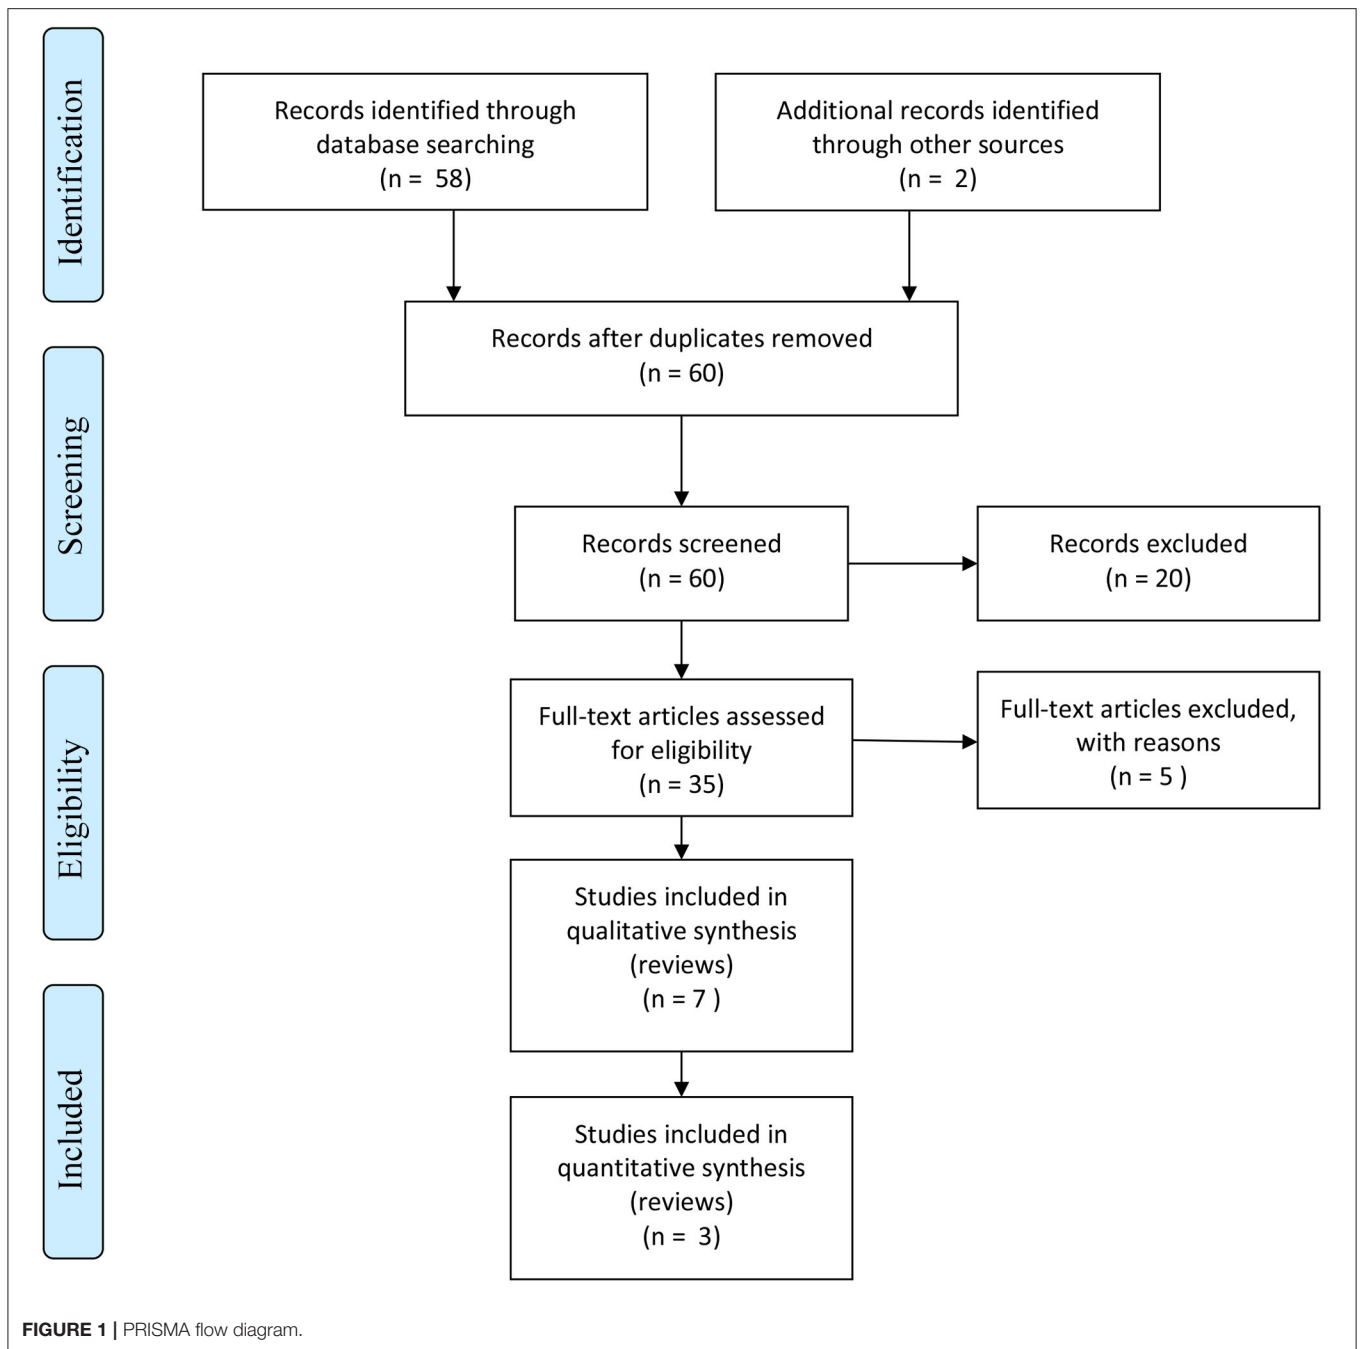 Identification
Records identified through
database searching
(n = 58)
Additional records identified
through other sources
(n = 2)
Records after duplicates removed
(n = 60)
Screening
Records screened
(n = 60)
Records excluded
(n = 20)
Eligibility
Full-text articles assessed
for eligibility
(n = 35)
Full-text articles excluded,
with reasons
(n = 5 )
Studies included in
qualitative synthesis
(reviews)
(n = 7 )
Included
Studies included in
quantitative synthesis
(reviews)
(n = 3)
FIGURE 1 | PRISMA flow diagram.